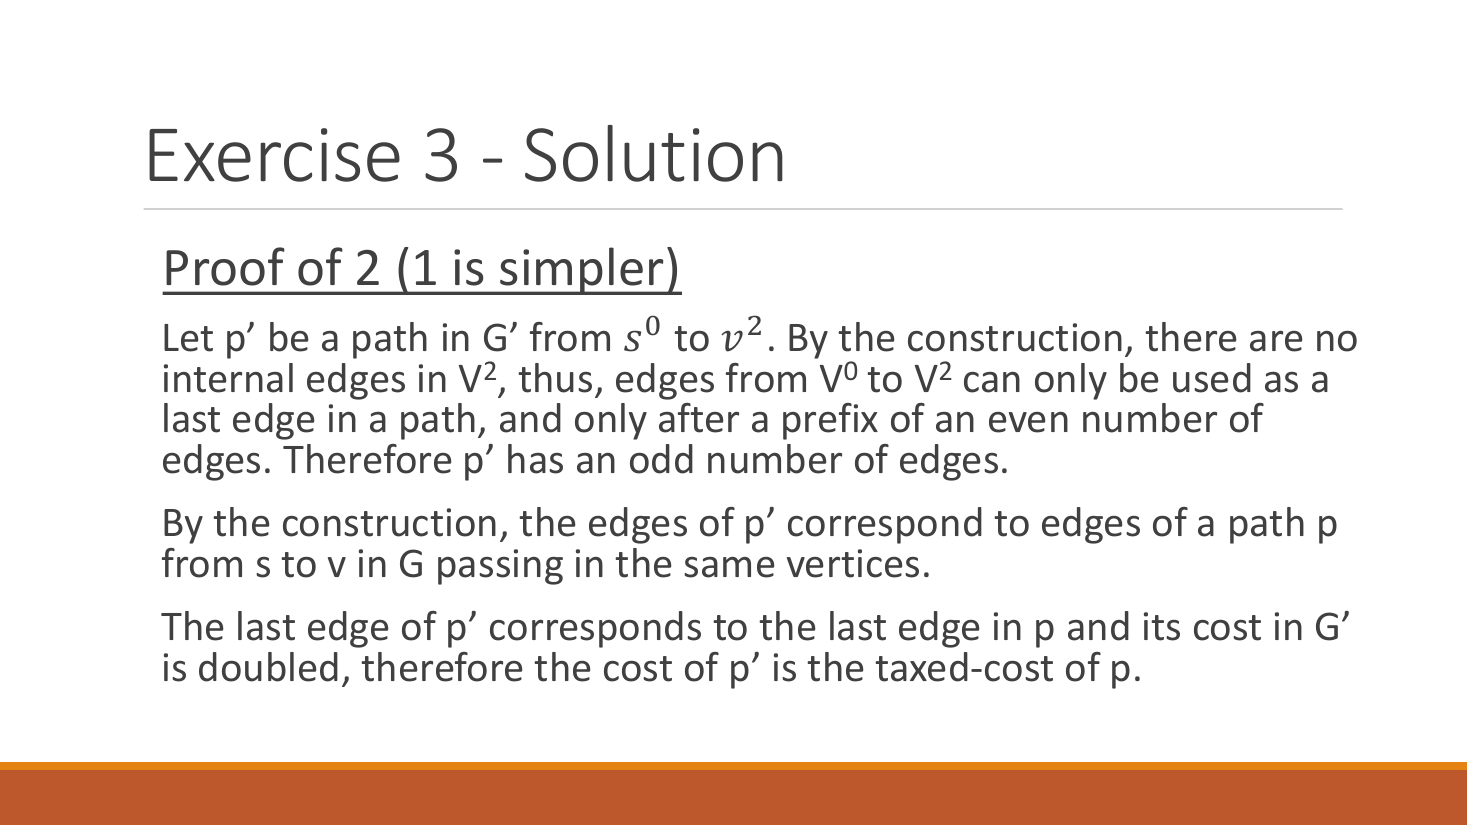 Exercise 3 - Solution
Proof of 2 (1 is simpler)
Let p’ be a path in G’ from 𝑠⁰ to 𝑣². By the construction, there are no
internal edges in V², thus, edges from V⁰ to V² can only be used as a
last edge in a path, and only after a prefix of an even number of
edges. Therefore p’ has an odd number of edges.
By the construction, the edges of p’ correspond to edges of a path p
from s to v in G passing in the same vertices.
The last edge of p’ corresponds to the last edge in p and its cost in G’
is doubled, therefore the cost of p’ is the taxed-cost of p.